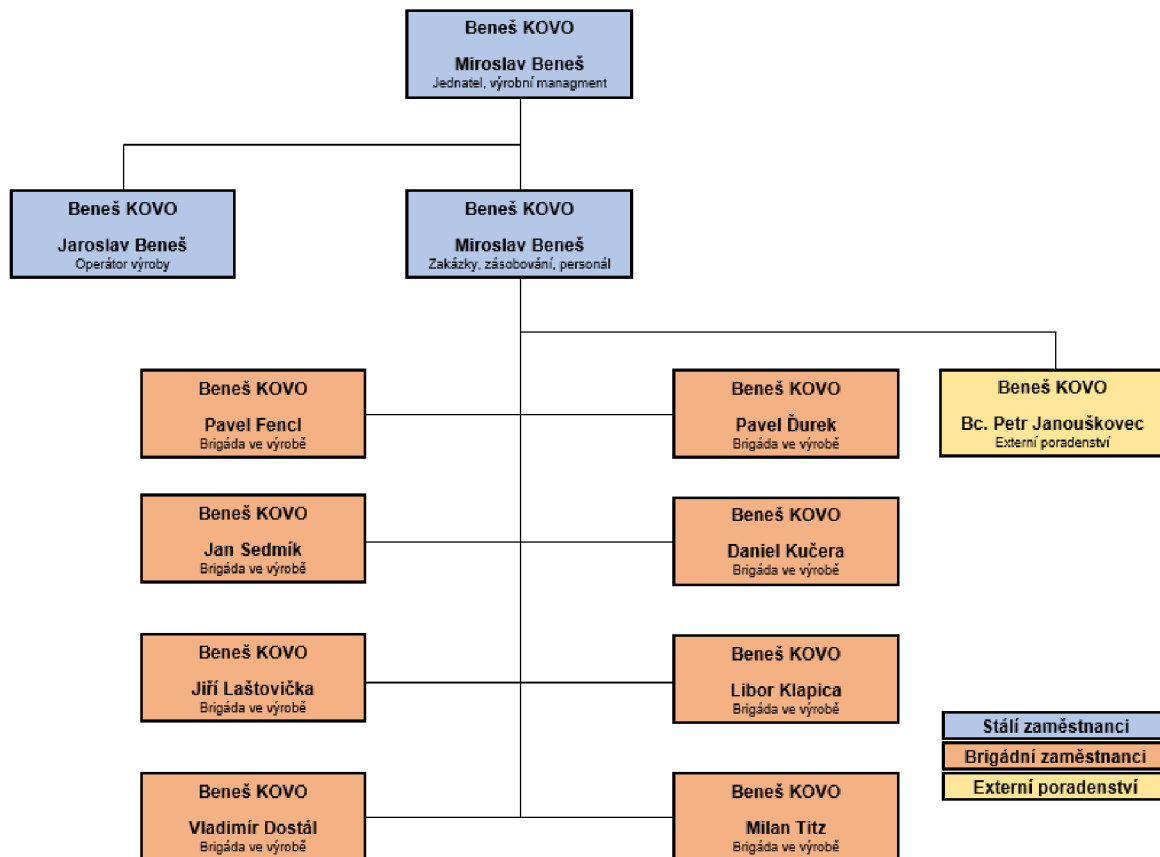 Beneš KOVO
Miroslav Beneš
Jednatel, výrobní managment
Beneš KOVO
Jaroslav Beneš
Operátor výroby
Beneš KOVO
Miroslav Beneš
Zakázky, zásobování, personál
Beneš KOVO
Pavel Fencl
Brigáda ve výrobě
Beneš KOVO
Pavel Ďurek
Brigáda ve výrobě
Beneš KOVO
Bc. Petr Janouškovec
Externí poradenství
Beneš KOVO
Jan Sedmík
Brigáda ve výrobě
Beneš KOVO
Daniel Kučera
Brigáda ve výrobě
Beneš KOVO
Jiří Laštovička
Brigáda ve výrobě
Beneš KOVO
Libor Klapica
Brigáda ve výrobě
Beneš KOVO
Vladimír Dostál
Brigáda ve výrobě
Beneš KOVO
Milan Titz
Brigáda ve výrobě
Stálí zaměstnanci
Brigádní zaměstnanci
Externí poradenství